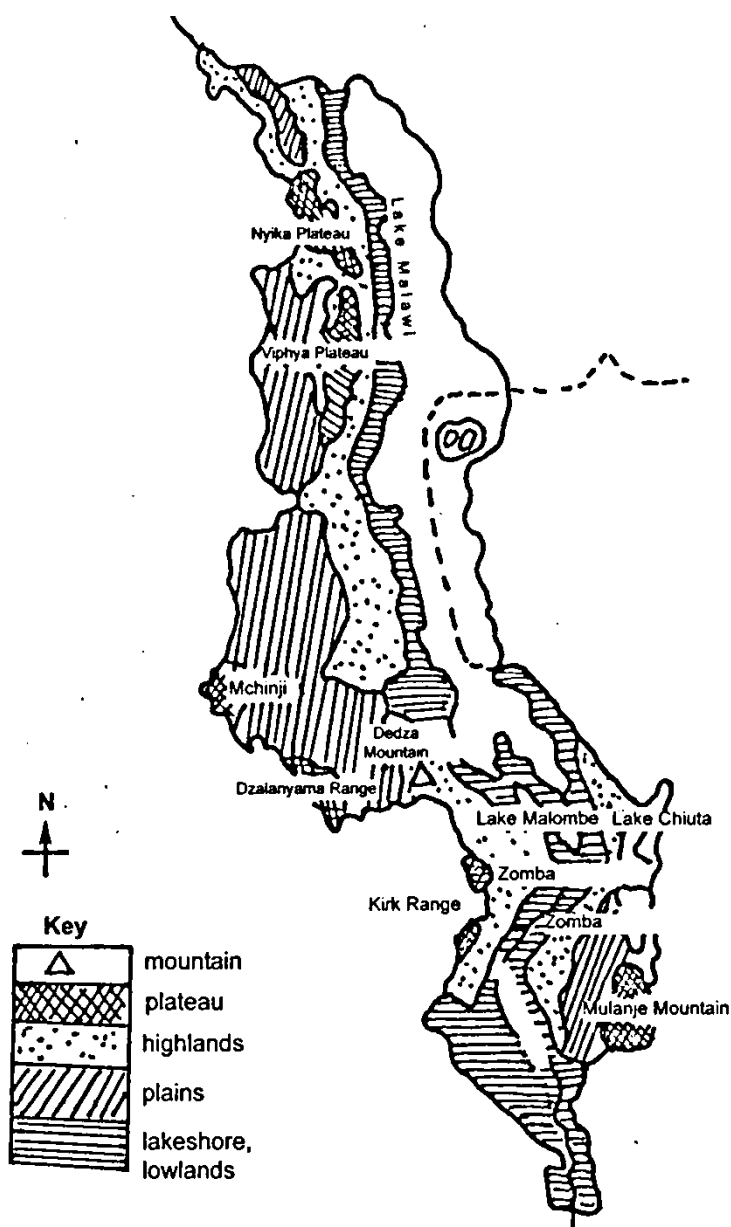 Nyika Plateau
Lake Malawi
Viphya Plateau
Mchinji
Dedza
Mountain
Dzalanyama Range
Lake Malombe
Lake Chiuta
Zomba
Kirk Range
Zomba
Mulanje Mountain
N
Key
mountain
plateau
highlands
plains
lakeshore,
lowlands